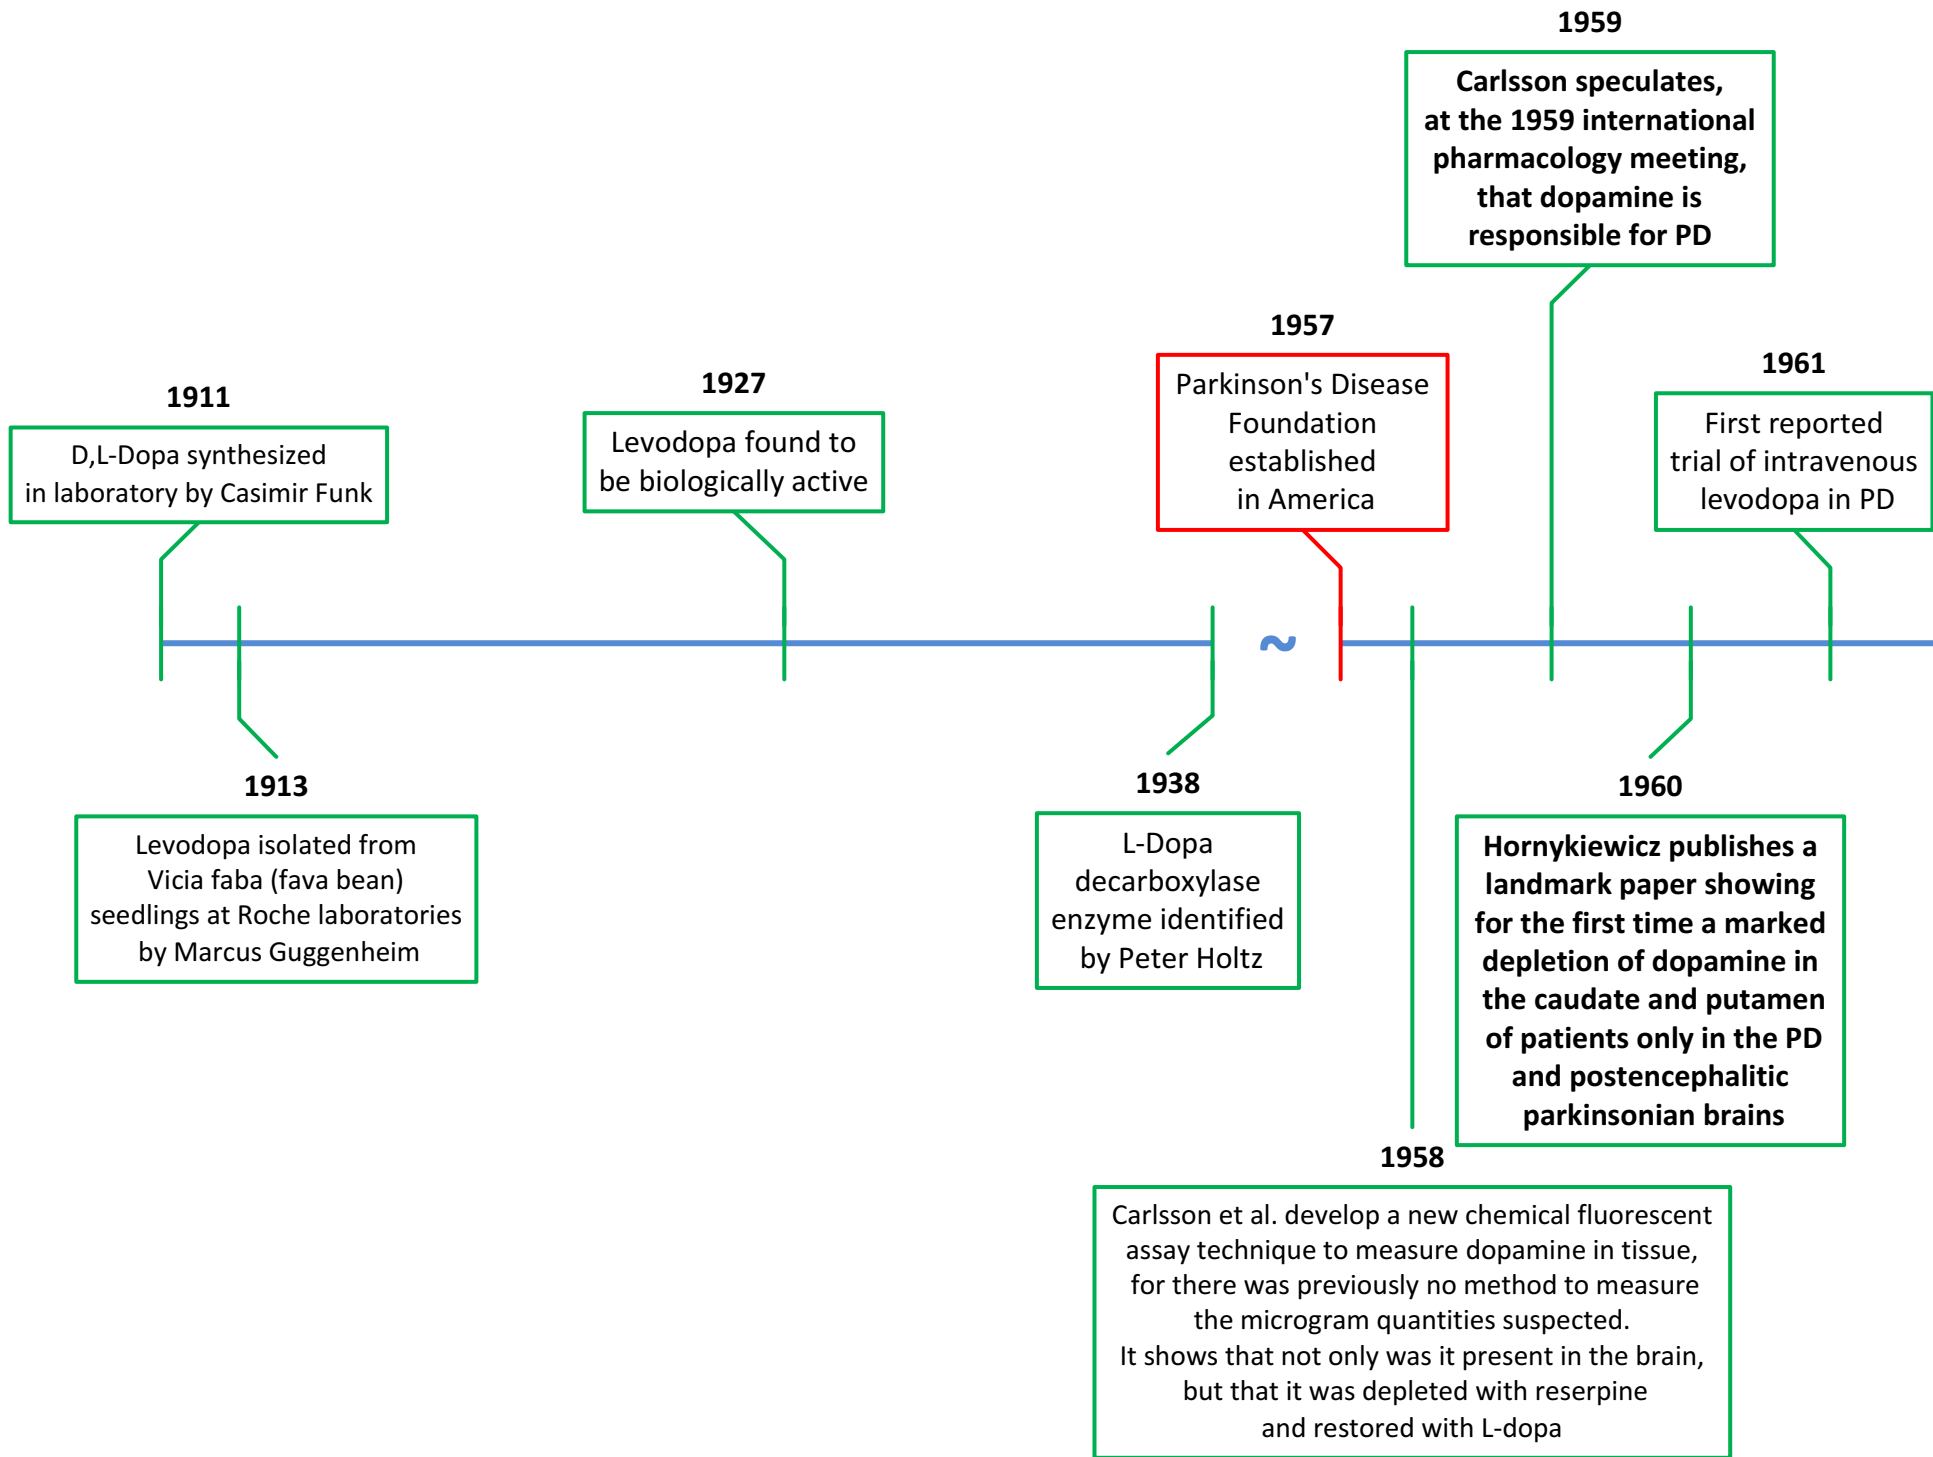 1959
Carlsson speculates,
at the 1959 international
pharmacology meeting,
that dopamine is
responsible for PD
1957
Parkinson's Disease
Foundation
established
in America
1961
First reported
trial of intravenous
levodopa in PD
1911
D,L-Dopa synthesized
in laboratory by Casimir Funk
1927
Levodopa found to
be biologically active
~
1913
Levodopa isolated from
Vicia faba (fava bean)
seedlings at Roche laboratories
by Marcus Guggenheim
1938
L-Dopa
decarboxylase
enzyme identified
by Peter Holtz
1960
Hornykiewicz publishes a
landmark paper showing
for the first time a marked
depletion of dopamine in
the caudate and putamen
of patients only in the PD
and postencephalitic
parkinsonian brains
1958
Carlsson et al. develop a new chemical fluorescent
assay technique to measure dopamine in tissue,
for there was previously no method to measure
the microgram quantities suspected.
It shows that not only was it present in the brain,
but that it was depleted with reserpine
and restored with L-dopa